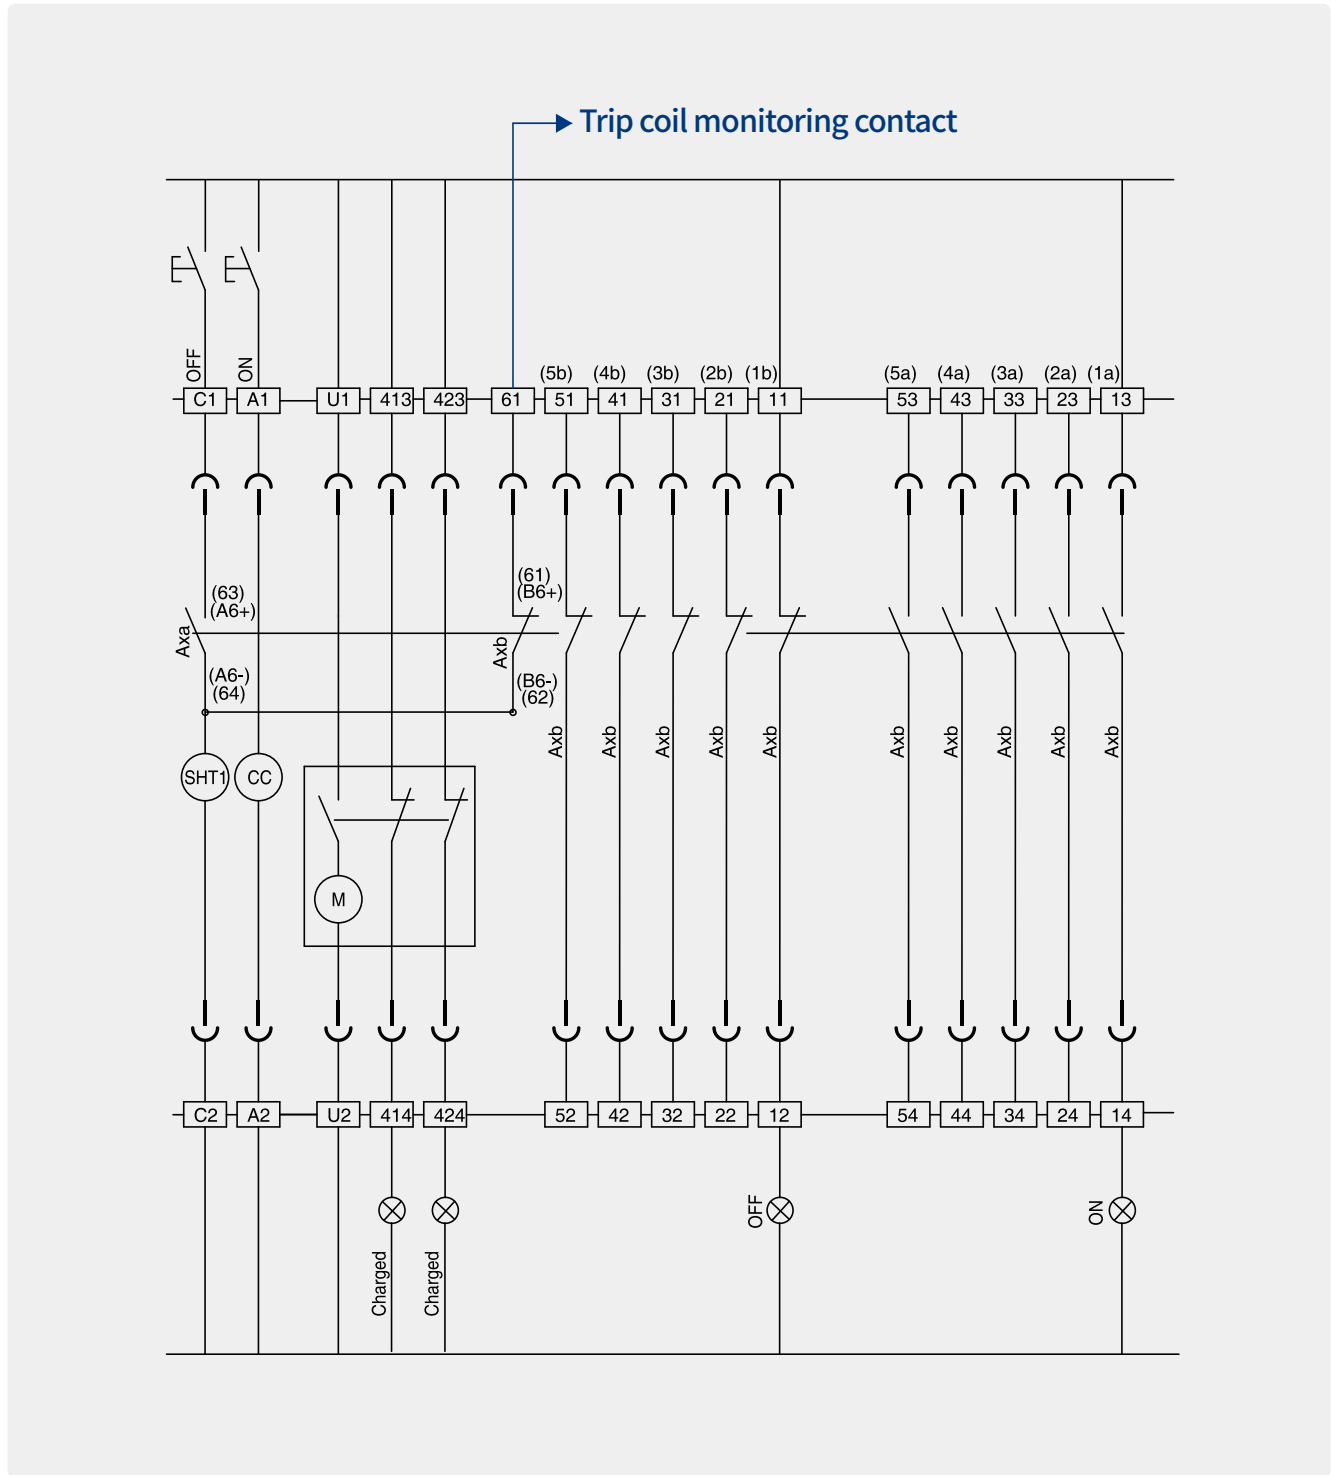 Trip coil monitoring contact
OFF
ON
(5b) (4b) (3b) (2b) (1b) (5a) (4a) (3a) (2a) (1a)
C1 A1 U1 413 423 61 51 41 31 21 11 53 43 33 23 13
(61)
(B6+)
(63)
(A6+)
Axa
Axb
(A6-)
(64)
(B6-)
(62)
Axb Axb Axb Axb Axb Axb Axb Axb Axb Axb
SHT1 CC
M
C2 A2 U2 414 424 52 42 32 22 12 54 44 34 24 14
OFF
ON
Charged
Charged